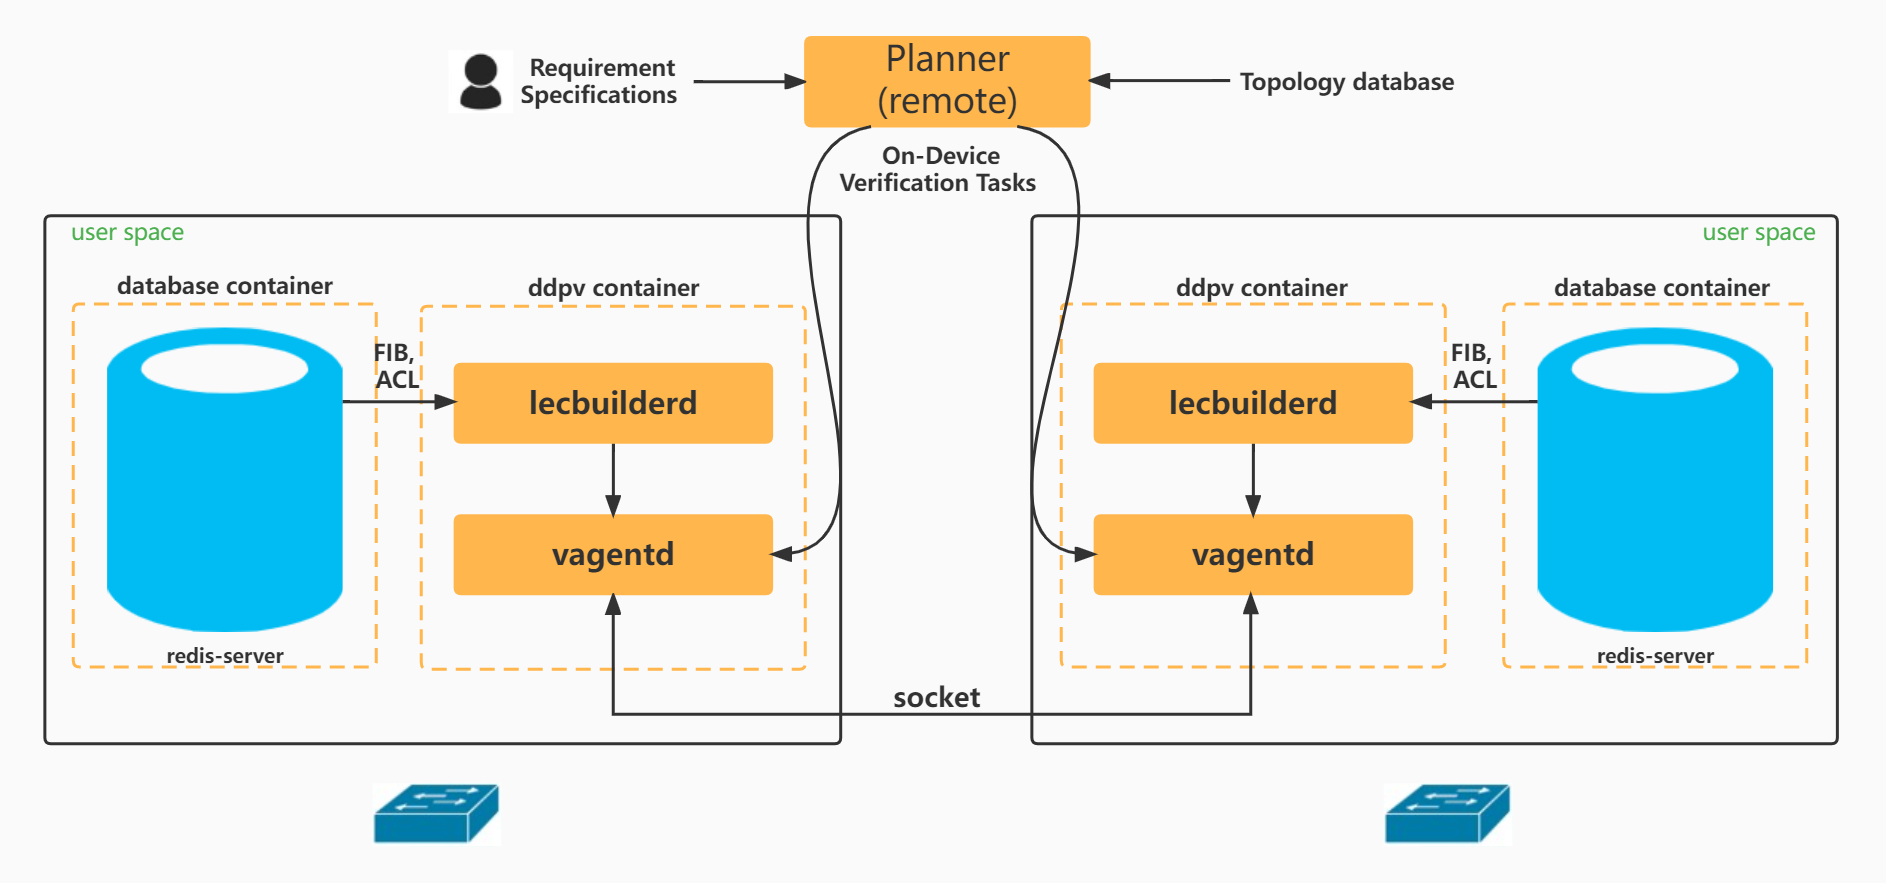 Planner
(remote)
Requirement
Specifications
Topology database
On-Device
Verification Tasks
user space
database container
ddpv container
FIB,
ACL
lecbuilderd
vagentd
redis-server
user space
ddpv container
database container
FIB,
ACL
lecbuilderd
vagentd
redis-server
socket